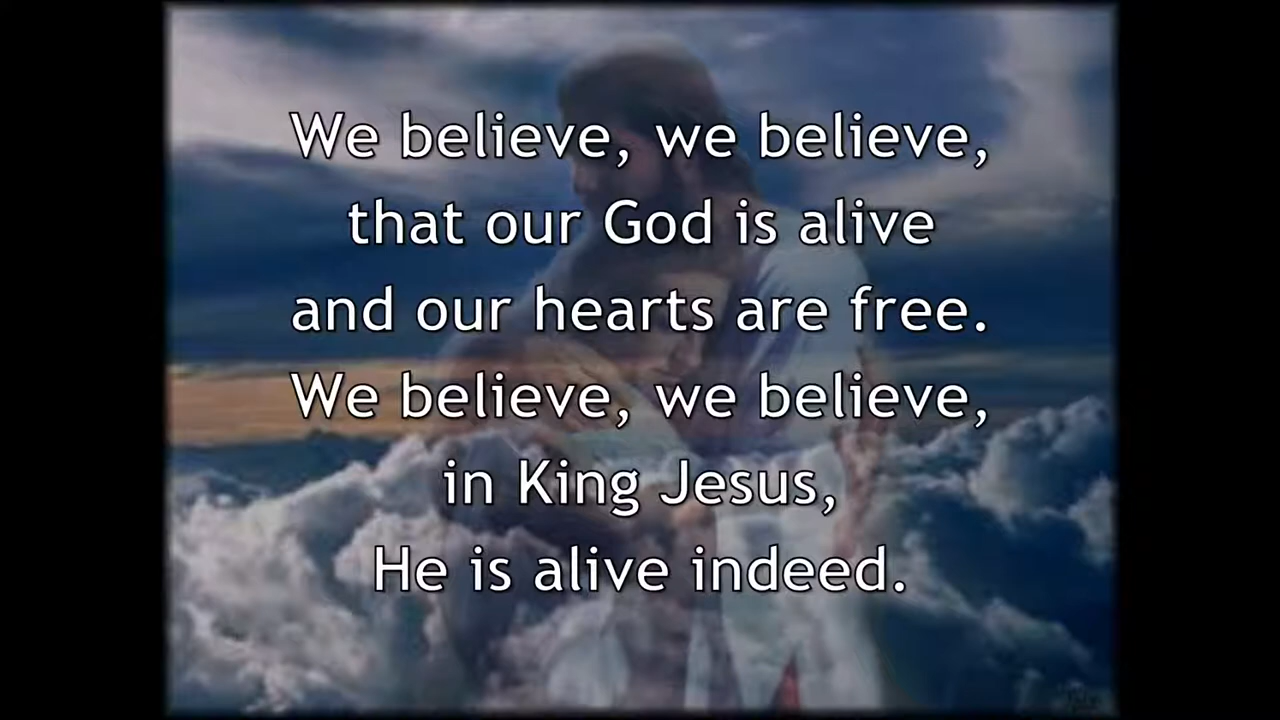 We believe, we believe,
that our God is alive
and our hearts are free.
We believe, we believe,
in King Jesus,
He is alive indeed.